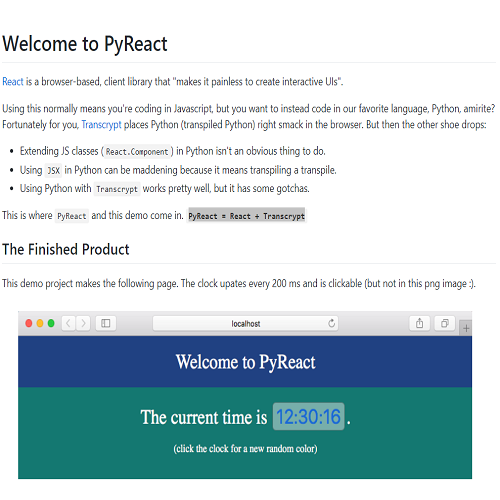 Welcome to PyReact
React is a browser-based, client library that "makes it painless to create interactive UIs".
Using this normally means you're coding in Javascript, but you want to instead code in our favorite language, Python, amirite?
Fortunately for you, Transcrypt places Python (transpiled Python) right smack in the browser. But then the other shoe drops:
• Extending JS classes (React.Component) in Python isn't an obvious thing to do.
• Using JSX in Python can be maddening because it means transpiling a transpile.
• Using Python with Transcrypt works pretty well, but it has some gotchas.
This is where PyReact and this demo come in. PyReact = React + Transcrypt
The Finished Product
This demo project makes the following page. The clock upates every 200 ms and is clickable (but not in this png image :).
localhost
Welcome to PyReact
The current time is 12:30:16.
(click the clock for a new random color)